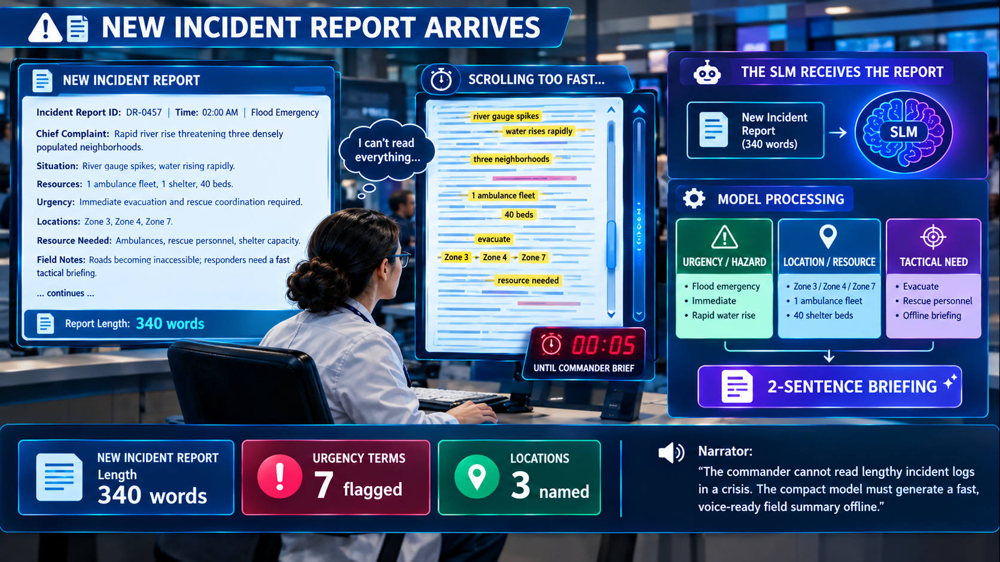 NEW INCIDENT REPORT ARRIVES
NEW INCIDENT REPORT
Incident Report ID: DR-0457 | Time: 02:00 AM | Flood Emergency
Chief Complaint: Rapid river rise threatening three densely
populated neighborhoods.
Situation: River gauge spikes; water rising rapidly.
Resources: 1 ambulance fleet, 1 shelter, 40 beds.
Urgency: Immediate evacuation and rescue coordination required.
Locations: Zone 3, Zone 4, Zone 7.
Resource Needed: Ambulances, rescue personnel, shelter capacity.
Field Notes: Roads becoming inaccessible; responders need a fast
tactical briefing.
... continues ...
Report Length: 340 words
I can't read
everything...
SCROLLING TOO FAST...
river gauge spikes
water rises rapidly
three neighborhoods
1 ambulance fleet
40 beds
evacuate
Zone 3 → Zone 4 → Zone 7
resource needed
00:05
UNTIL COMMANDER BRIEF
THE SLM RECEIVES THE REPORT
New Incident
Report
(340 words)
SLM
MODEL PROCESSING
URGENCY / HAZARD
• Flood emergency
• Immediate
• Rapid water rise
LOCATION / RESOURCE
• Zone 3 / Zone 4 / Zone 7
• 1 ambulance fleet
• 40 shelter beds
TACTICAL NEED
• Evacuate
• Rescue personnel
• Offline briefing
2-SENTENCE BRIEFING
NEW INCIDENT REPORT
Length
340 words
URGENCY TERMS
7 flagged
LOCATIONS
3 named
Narrator:
"The commander cannot read lengthy incident logs
in a crisis. The compact model must generate a fast,
voice-ready field summary offline."